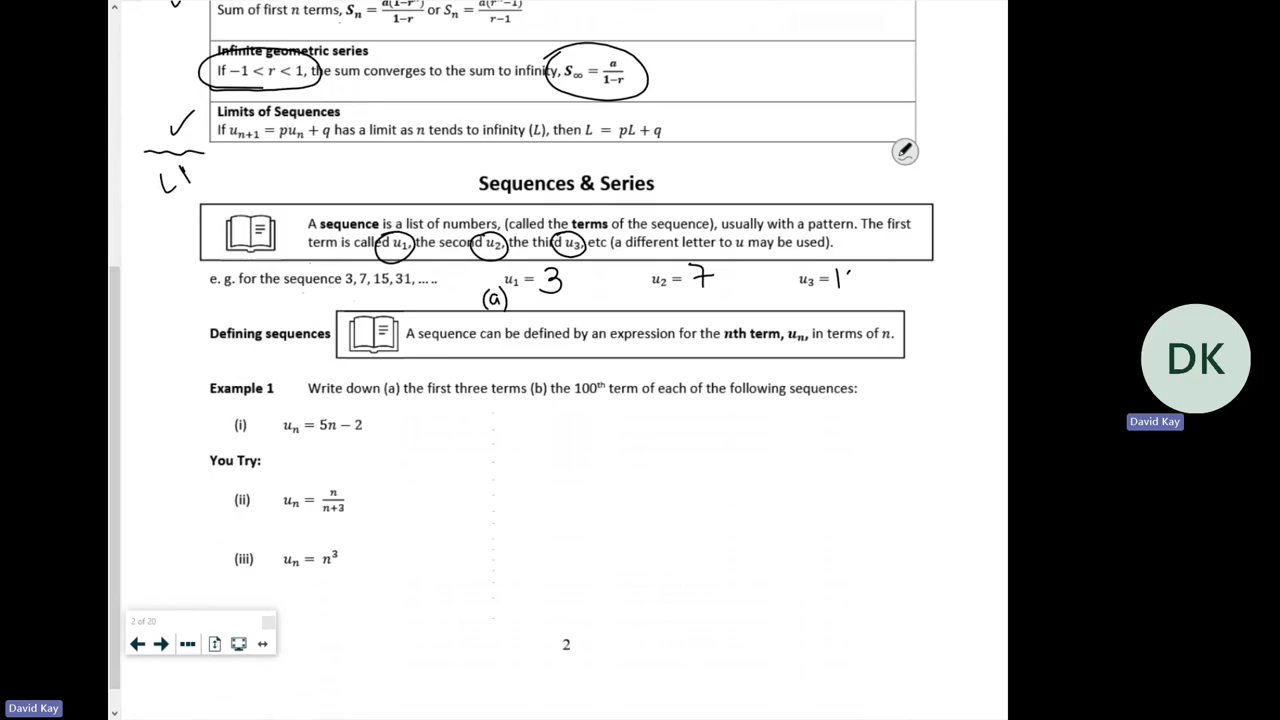 Sum of first n terms, Sₙ = a(1−rⁿ)/1−r or Sₙ = a(rⁿ−1)/r−1
Infinite geometric series
If −1 < r < 1, the sum converges to the sum to infinity, S∞ = a/1−r
Limits of Sequences
If uₙ₊₁ = puₙ + q has a limit as n tends to infinity (L), then L = pL + q
Sequences & Series
A sequence is a list of numbers, (called the terms of the sequence), usually with a pattern. The first
term is called u₁, the second u₂, the third u₃, etc (a different letter to u may be used).
e. g. for the sequence 3, 7, 15, 31, ... .. u₁ = 3 u₂ = 7 u₃ = 1
(a)
Defining sequences A sequence can be defined by an expression for the nth term, uₙ, in terms of n.
Example 1 Write down (a) the first three terms (b) the 100ᵗʰ term of each of the following sequences:
(i) uₙ = 5n − 2
You Try:
(ii) uₙ = n/n+3
(iii) uₙ = n³
2 of 20
2
DK
David Kay
David Kay